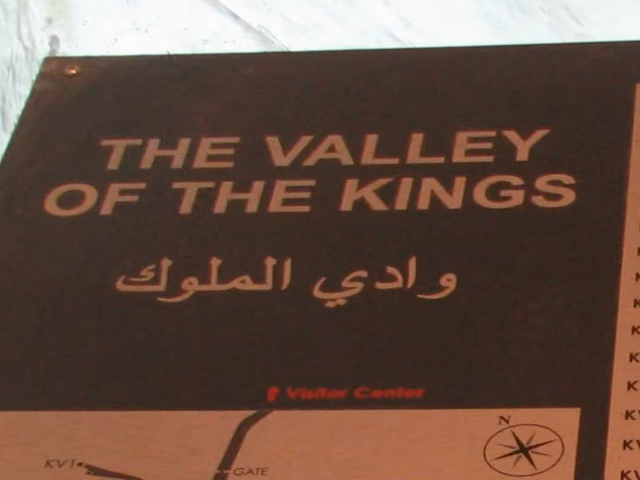 THE VALLEY
OF THE KINGS
وادي الملوك
Visitor Center
N
KV1
GATE